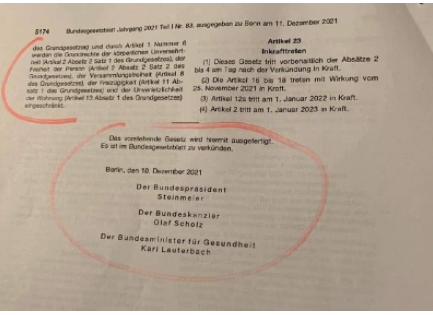 5174 Bundesgesetzblatt Jahrgang 2021 Teil I Nr. 83, ausgegeben zu Bonn am 11. Dezember 2021
des Grundgesetzes) und durch Artikel 1 Nummer 6
werden die Grundrechte der körperlichen Unversehrt-
heit (Artikel 2 Absatz 2 Satz 1 des Grundgesetzes), der
Freiheit der Person (Artikel 2 Absatz 2 Satz 2 des
Grundgesetzes), der Versammlungsfreiheit (Artikel 8
des Grundgesetzes), der Freizügigkeit (Artikel 11 Ab-
satz 1 des Grundgesetzes) und der Unverletzlichkeit
der Wohnung (Artikel 13 Absatz 1 des Grundgesetzes)
eingeschränkt.
Artikel 23
Inkrafttreten
(1) Dieses Gesetz tritt vorbehaltlich der Absätze 2
bis 4 am Tag nach der Verkündung in Kraft.
(2) Die Artikel 16 bis 18 treten mit Wirkung vom
25. November 2021 in Kraft.
(3) Artikel 12a tritt am 1. Januar 2022 in Kraft.
(4) Artikel 2 tritt am 1. Januar 2023 in Kraft.
Das vorstehende Gesetz wird hiermit ausgefertigt.
Es ist im Bundesgesetzblatt zu verkünden.
Berlin, den 10. Dezember 2021
Der Bundespräsident
Steinmeier
Der Bundeskanzler
Olaf Scholz
Der Bundesminister für Gesundheit
Karl Lauterbach